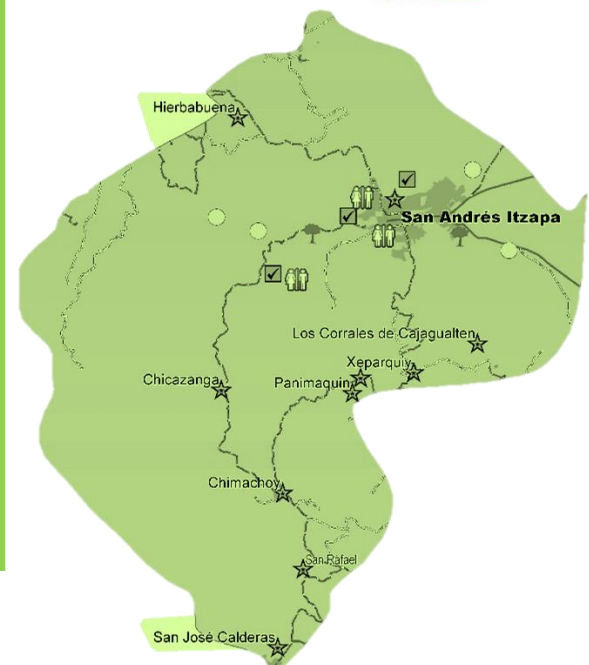 Hierbabuena
San Andrés Itzapa
Los Corrales de Cajagualten
Xeparquiy
Chicazanga
Panimaquin
Chimachoy
San Rafael
San José Calderas